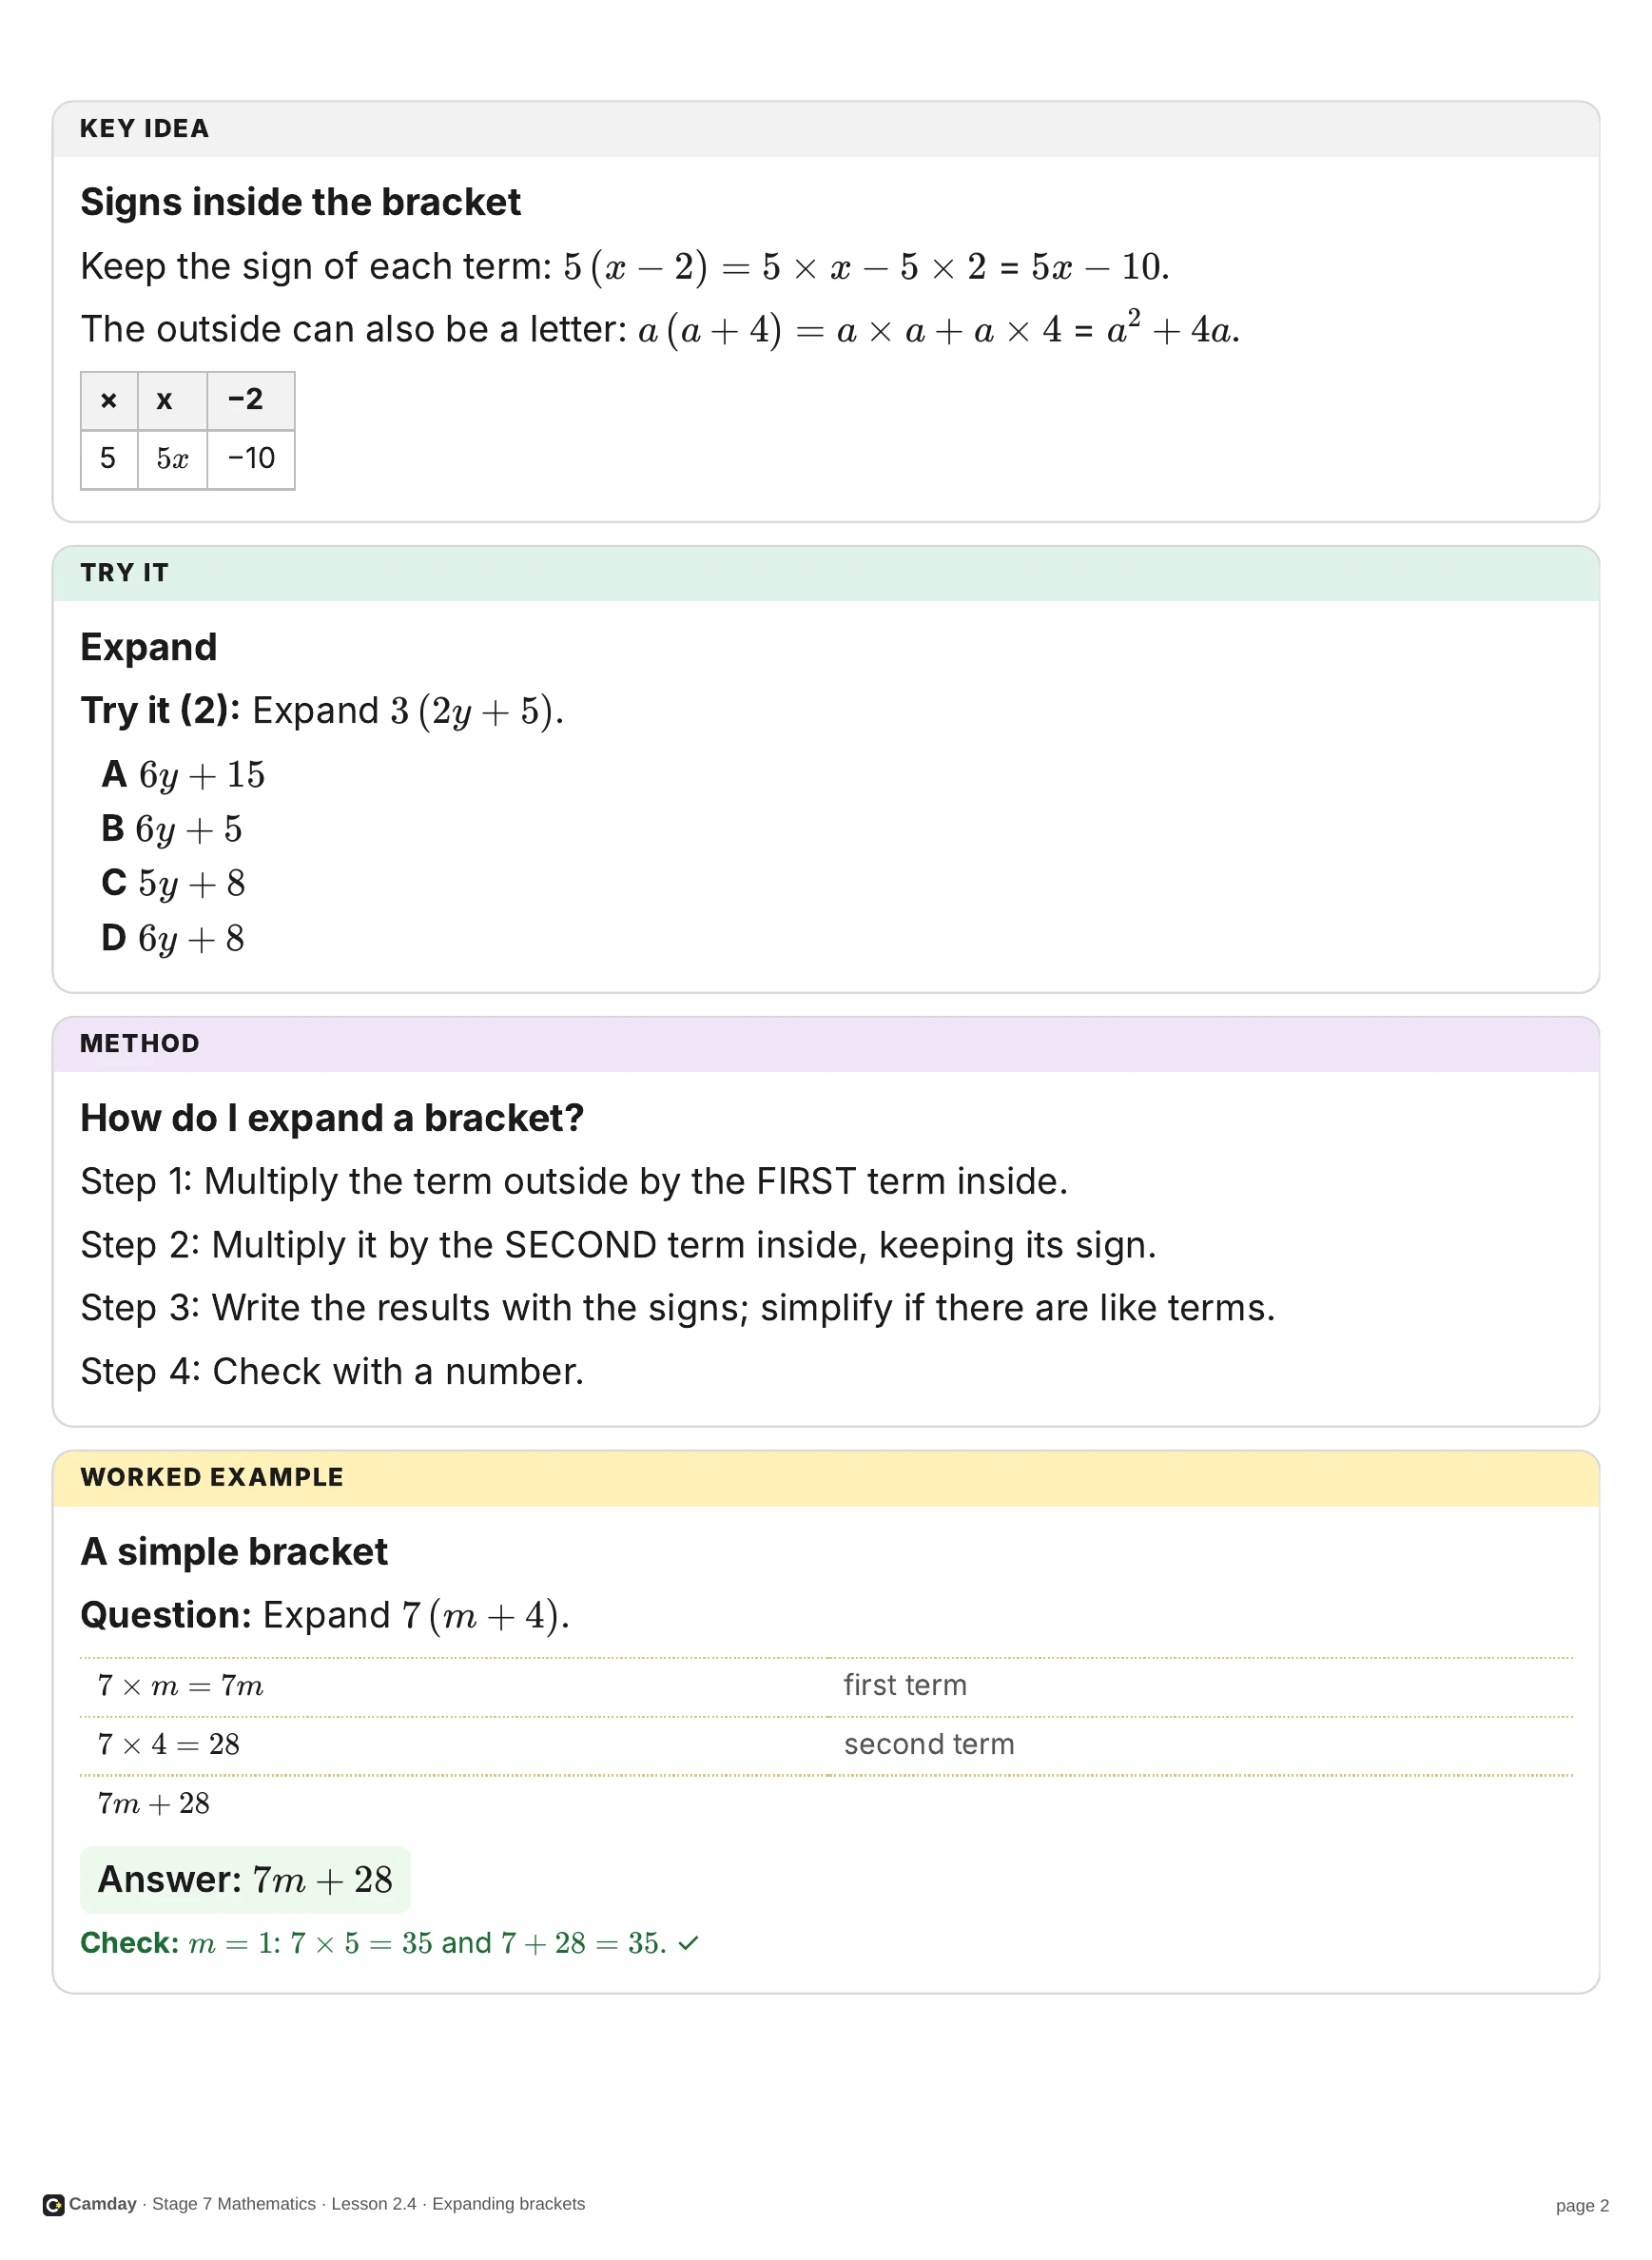 KEY IDEA
Signs inside the bracket
Keep the sign of each term: 5 (x − 2) = 5 × x − 5 × 2 = 5x − 10.
The outside can also be a letter: a (a + 4) = a × a + a × 4 = a² + 4a.
× x −2
5 5x −10
TRY IT
Expand
Try it (2): Expand 3 (2y + 5).
A 6y + 15
B 6y + 5
C 5y + 8
D 6y + 8
METHOD
How do I expand a bracket?
Step 1: Multiply the term outside by the FIRST term inside.
Step 2: Multiply it by the SECOND term inside, keeping its sign.
Step 3: Write the results with the signs; simplify if there are like terms.
Step 4: Check with a number.
WORKED EXAMPLE
A simple bracket
Question: Expand 7 (m + 4).
7 × m = 7m first term
7 × 4 = 28 second term
7m + 28
Answer: 7m + 28
Check: m = 1: 7 × 5 = 35 and 7 + 28 = 35. ✓
Camday · Stage 7 Mathematics · Lesson 2.4 · Expanding brackets page 2